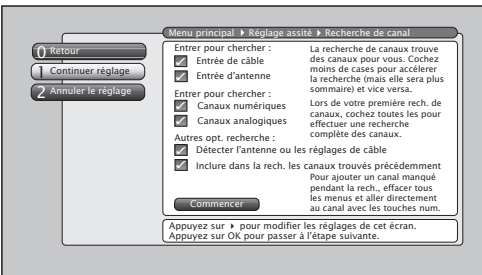 Menu principal ▸ Réglage assité ▸ Recherche de canal
0 Retour
1 Continuer réglage
2 Annuler le réglage
Entrer pour chercher :
Entrée de câble
Entrée d'antenne
Entrer pour chercher :
Canaux numériques
Canaux analogiques
Autres opt. recherche :
Détecter l'antenne ou les réglages de câble
Inclure dans la rech. les canaux trouvés précédemment
Commencer
La recherche de canaux trouve
des canaux pour vous. Cochez
moins de cases pour accélerer
la recherche (mais elle sera plus
sommaire) et vice versa.
Lors de votre première rech. de
canaux, cochez toutes les pour
effectuer une recherche
complète des canaux.
Pour ajouter un canal manqué
pendant la rech., effacer tous
les menus et aller directement
au canal avec les touches num.
Appuyez sur ▸ pour modifier les réglages de cet écran.
Appuyez sur OK pour passer à l'étape suivante.